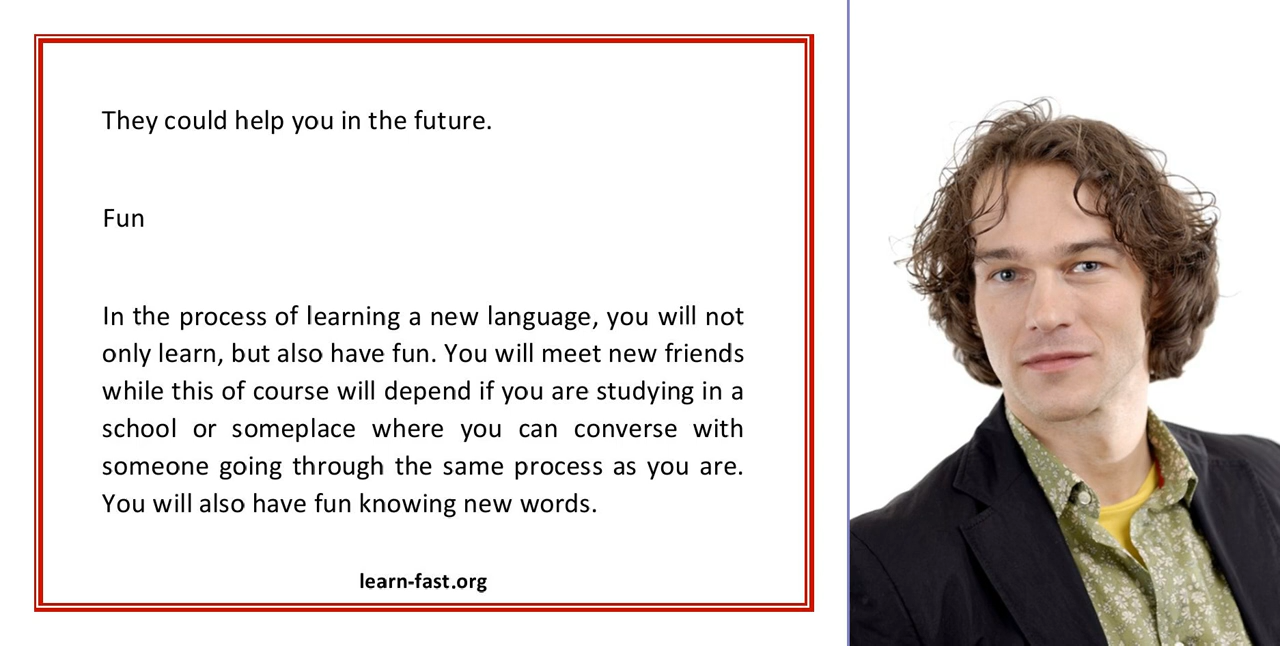 They could help you in the future.
Fun
In the process of learning a new language, you will not
only learn, but also have fun. You will meet new friends
while this of course will depend if you are studying in a
school or someplace where you can converse with
someone going through the same process as you are.
You will also have fun knowing new words.
learn-fast.org